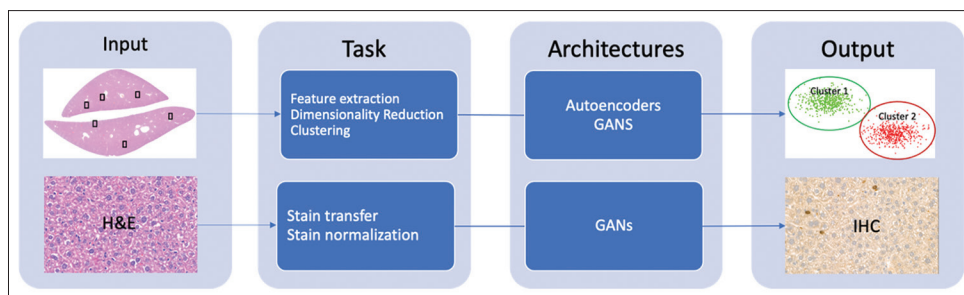 Input
Task
Architectures
Output
Feature extraction
Dimensionality Reduction
Clustering
Autoencoders
GANS
Cluster 1
Cluster 2
H&E
Stain transfer
Stain normalization
GANs
IHC